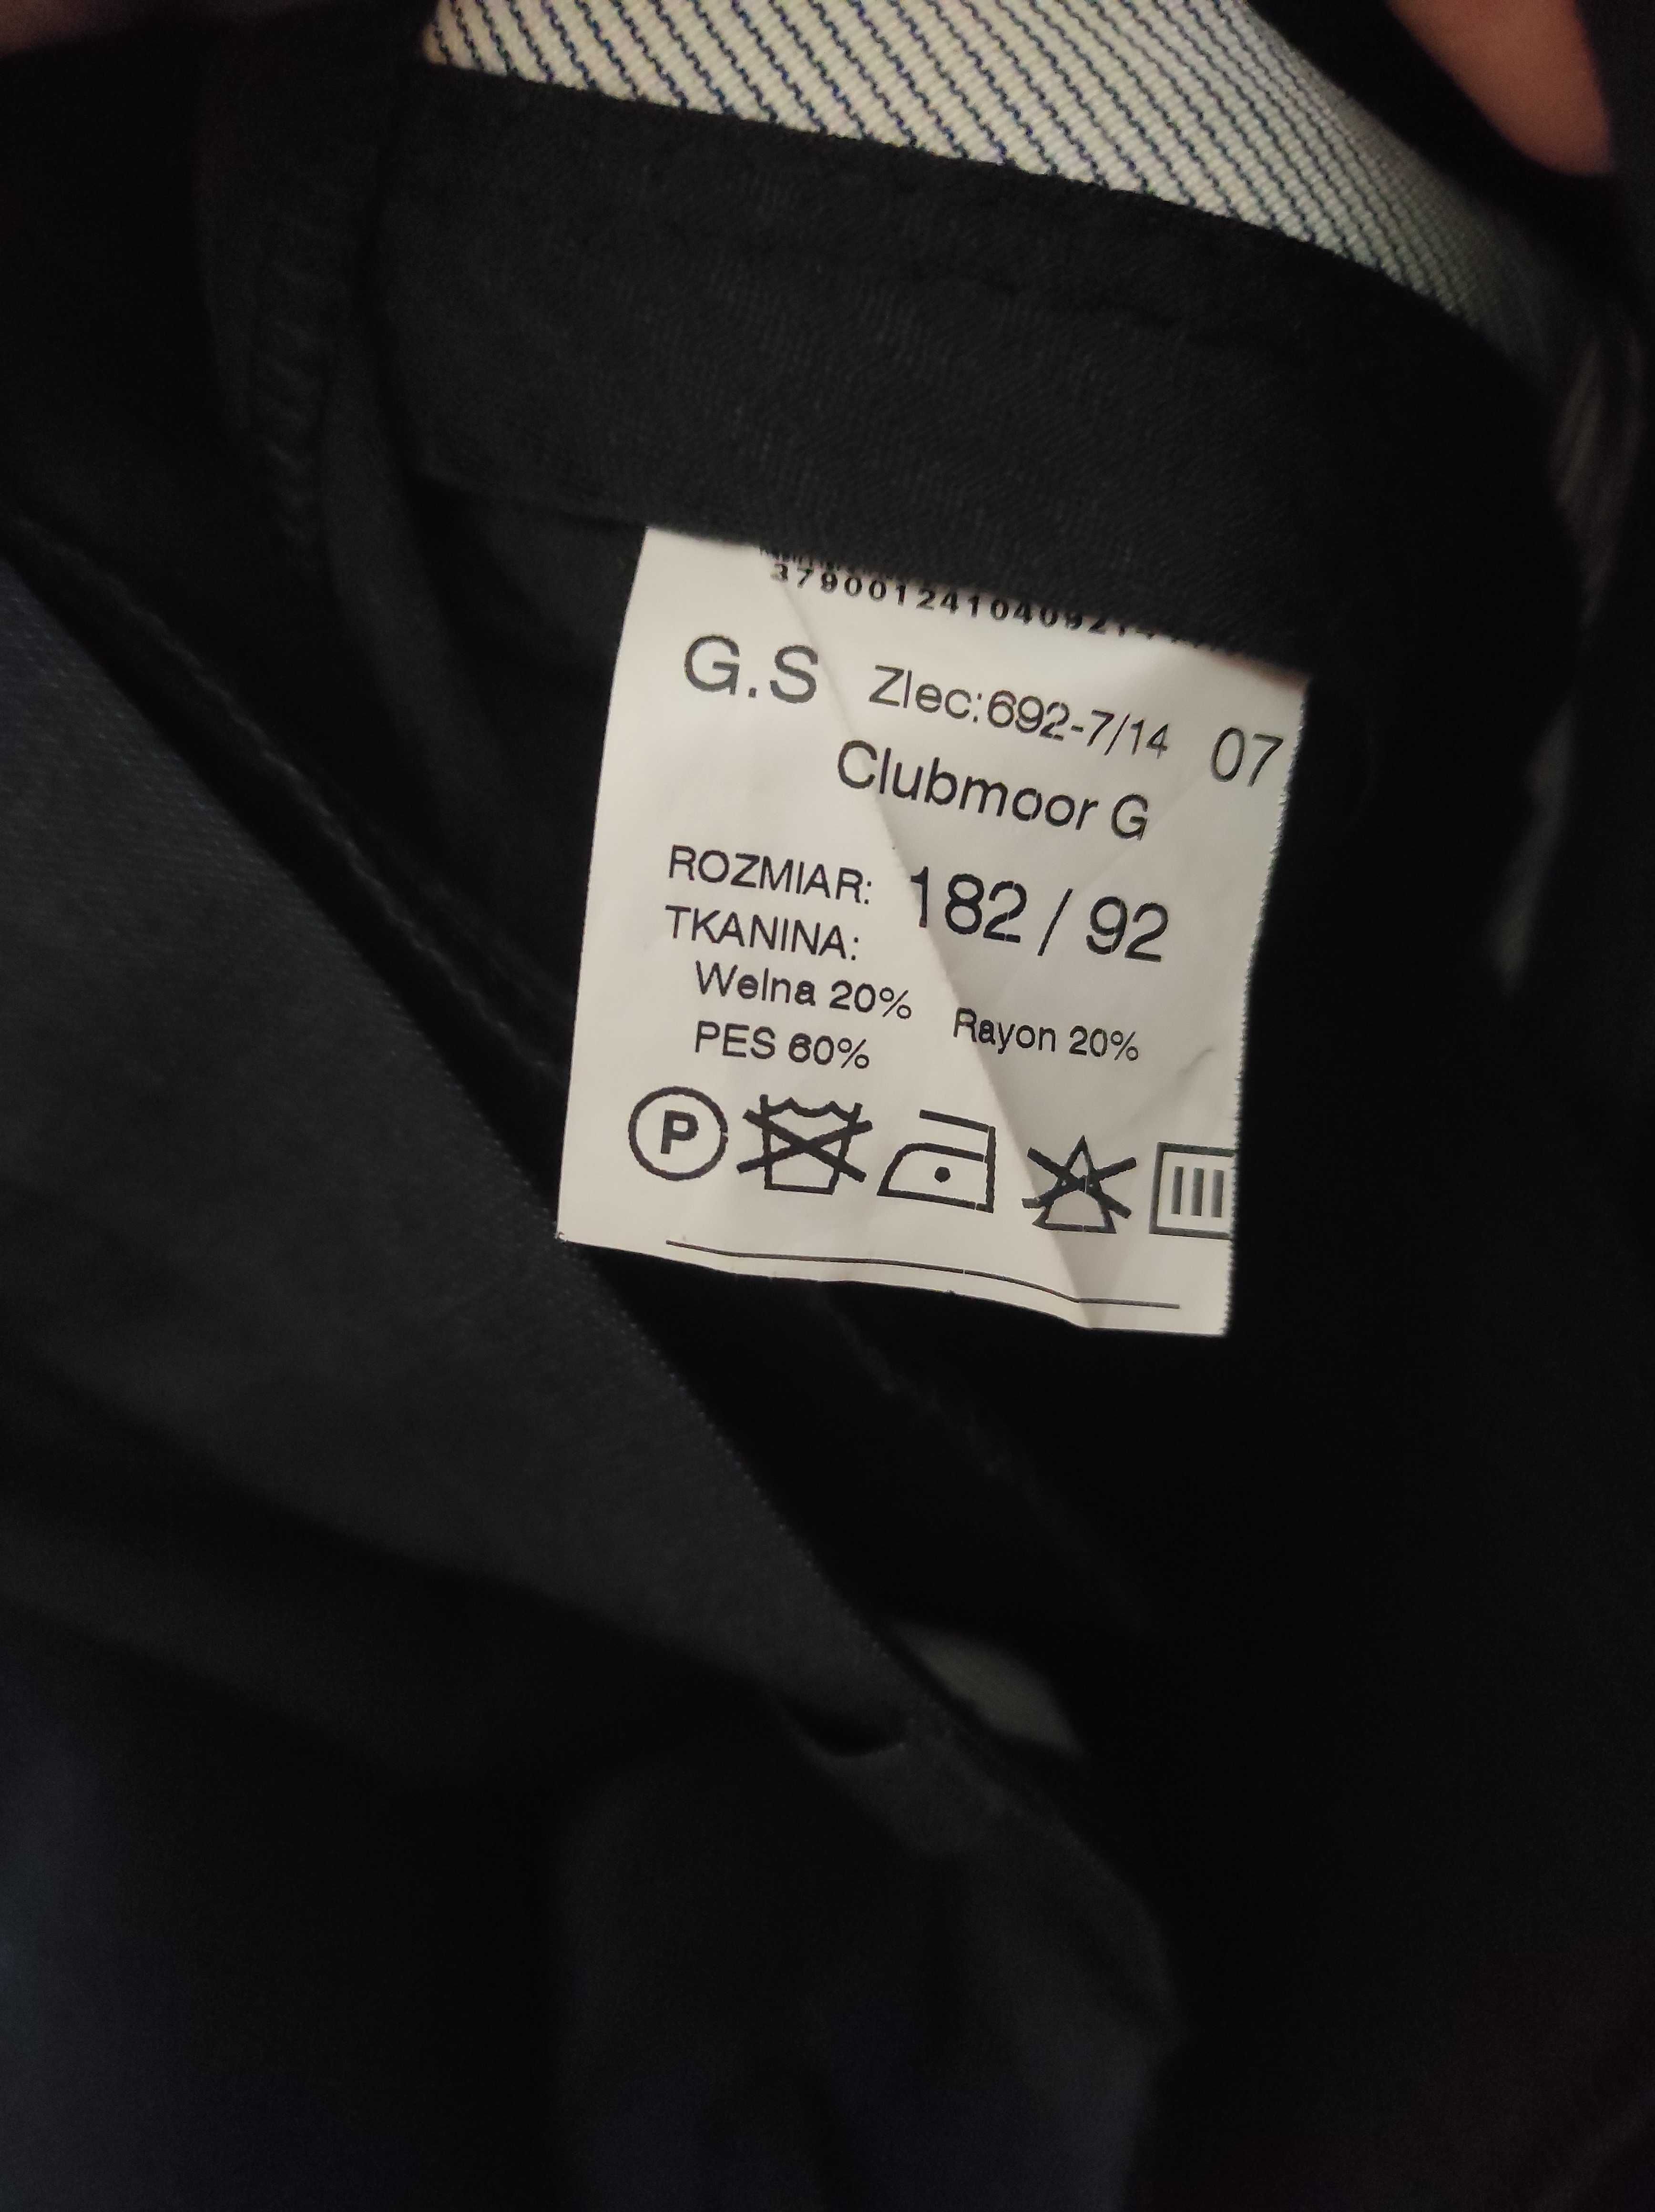 G.S Zlec:692-7/14 07
Clubmoor G
ROZMIAR: 182 / 92
TKANINA:
Welna 20% Rayon 20%
PES 60%
P